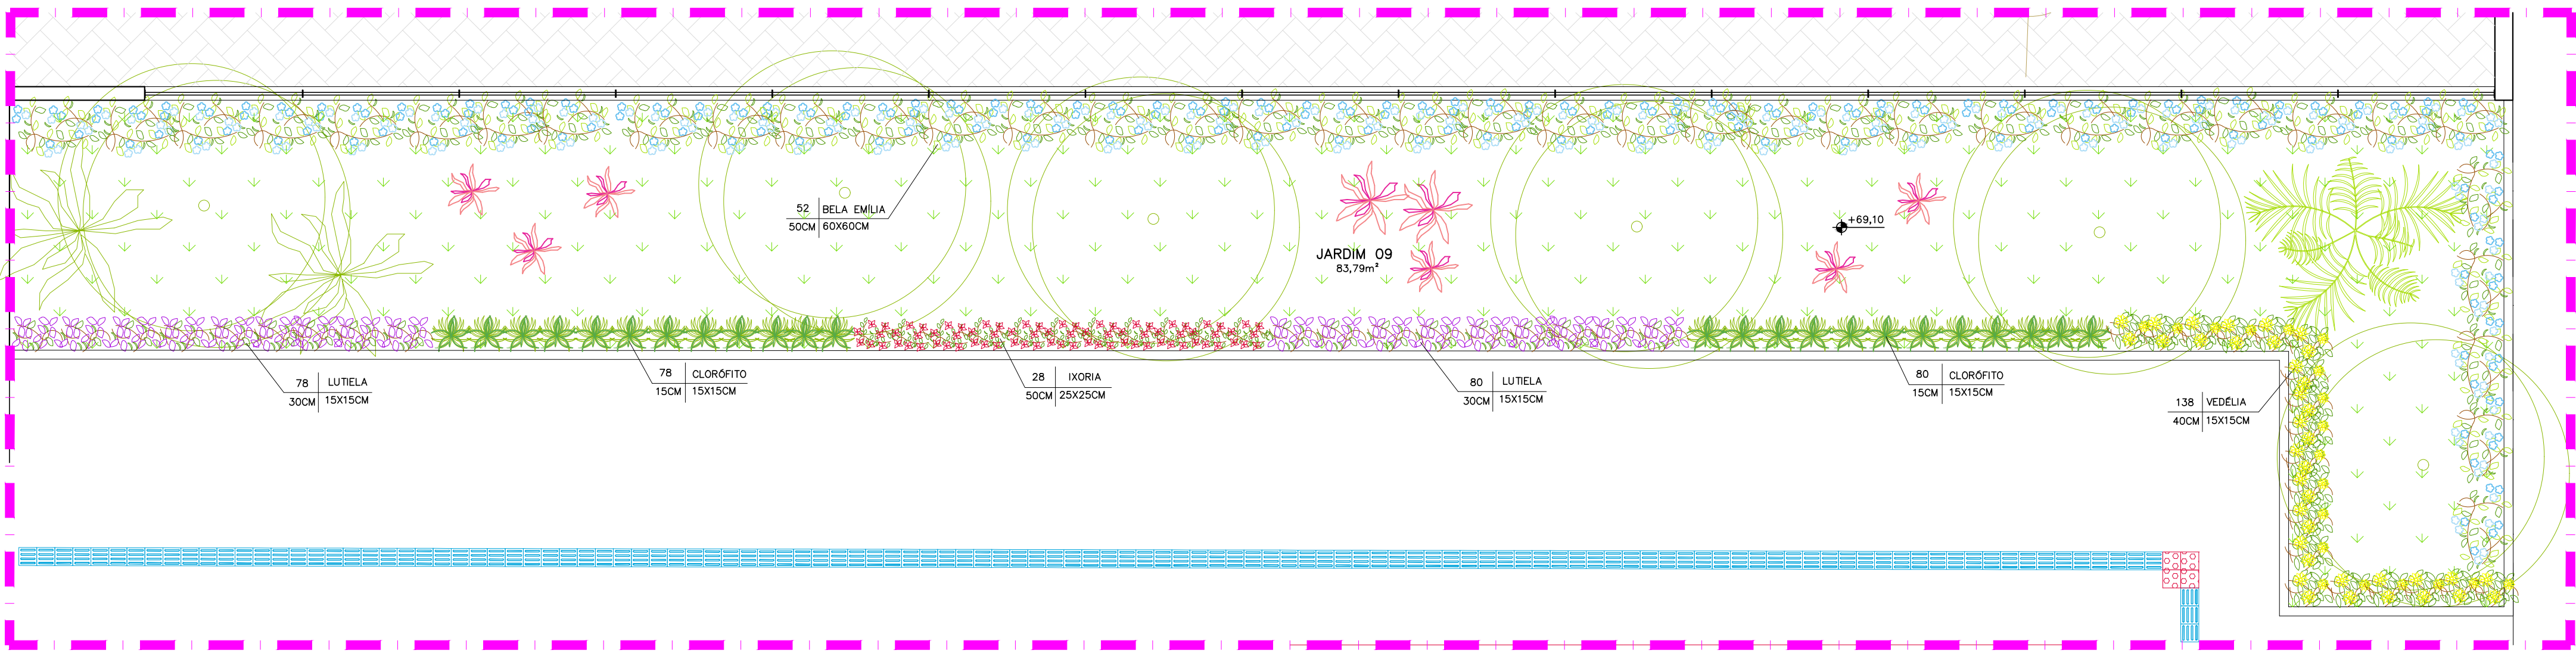 52 BELA EMÍLIA
50CM 60X60CM
+69,10
JARDIM 09
83,79m²
78 LUTIELA
30CM 15X15CM
78 CLORÓFITO
15CM 15X15CM
28 IXORIA
50CM 25X25CM
80 LUTIELA
30CM 15X15CM
80 CLORÓFITO
15CM 15X15CM
138 VEDÉLIA
40CM 15X15CM